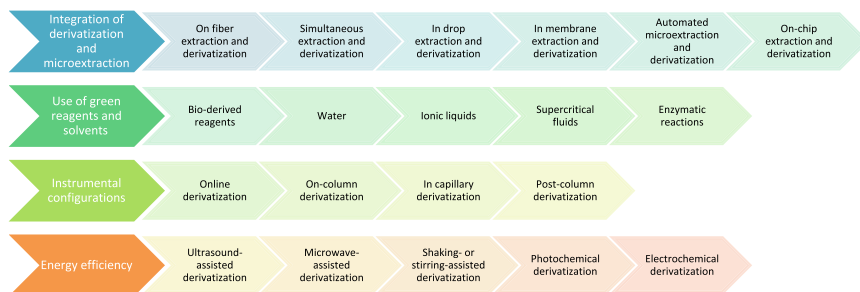 Integration of
derivatization
and
microextraction
On fiber
extraction and
derivatization
Simultaneous
extraction and
derivatization
In drop
extraction and
derivatization
In membrane
extraction and
derivatization
Automated
microextraction
and
derivatization
On-chip
extraction and
derivatization
Use of green
reagents and
solvents
Bio-derived
reagents
Water
Ionic liquids
Supercritical
fluids
Enzymatic
reactions
Instrumental
configurations
Online
derivatization
On-column
derivatization
In capillary
derivatization
Post-column
derivatization
Energy efficiency
Ultrasound-
assisted
derivatization
Microwave-
assisted
derivatization
Shaking- or
stirring-assisted
derivatization
Photochemical
derivatization
Electrochemical
derivatization